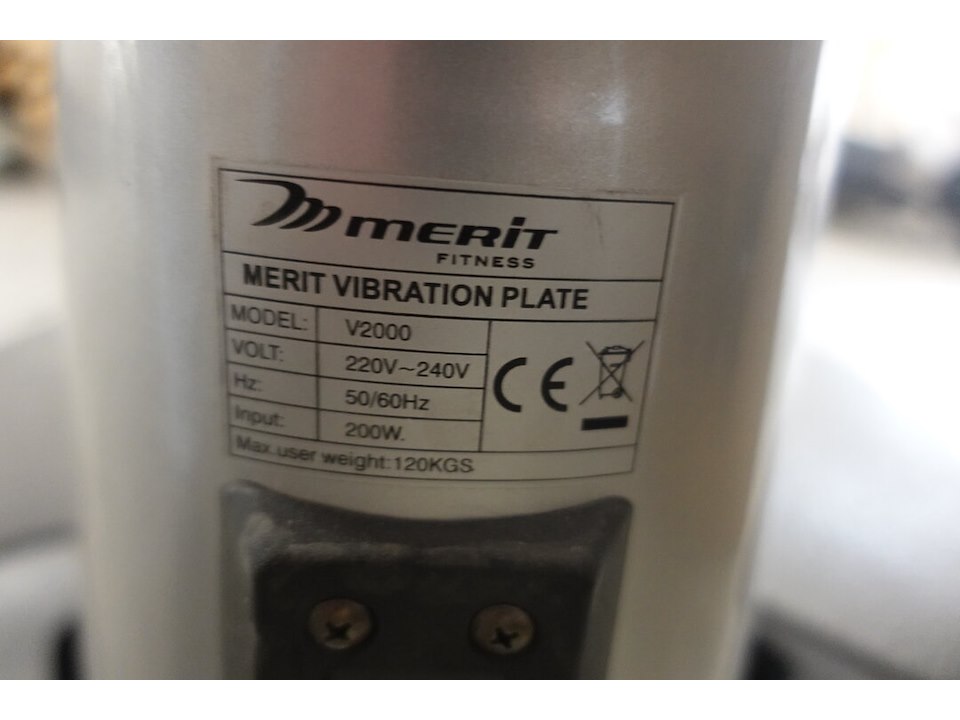 merit
FITNESS
MERIT VIBRATION PLATE
MODEL: V2000
VOLT: 220V~240V
Hz: 50/60Hz
Input: 200W.
Max.user weight:120KGS
CE